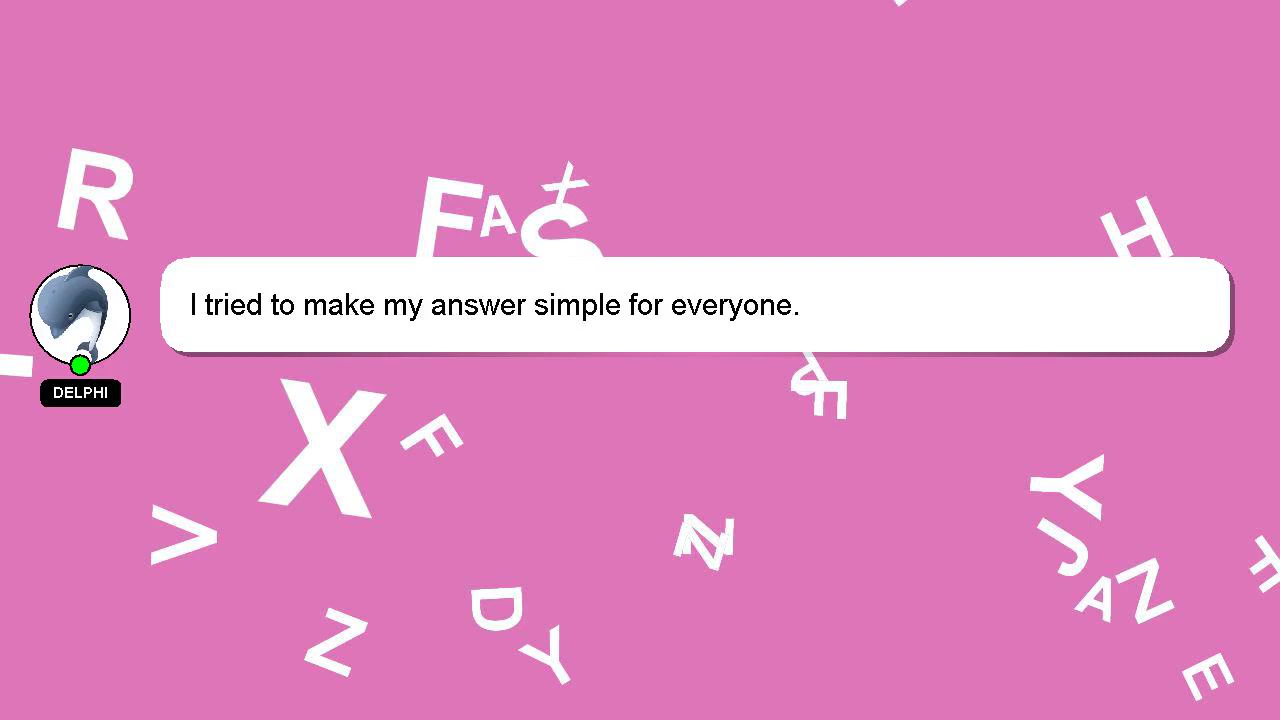 R
F
A
X
S
H
I tried to make my answer simple for everyone.
DELPHI
X
F
F
Y
V
N
Z
J
A
Z
F
N
D
Y
E